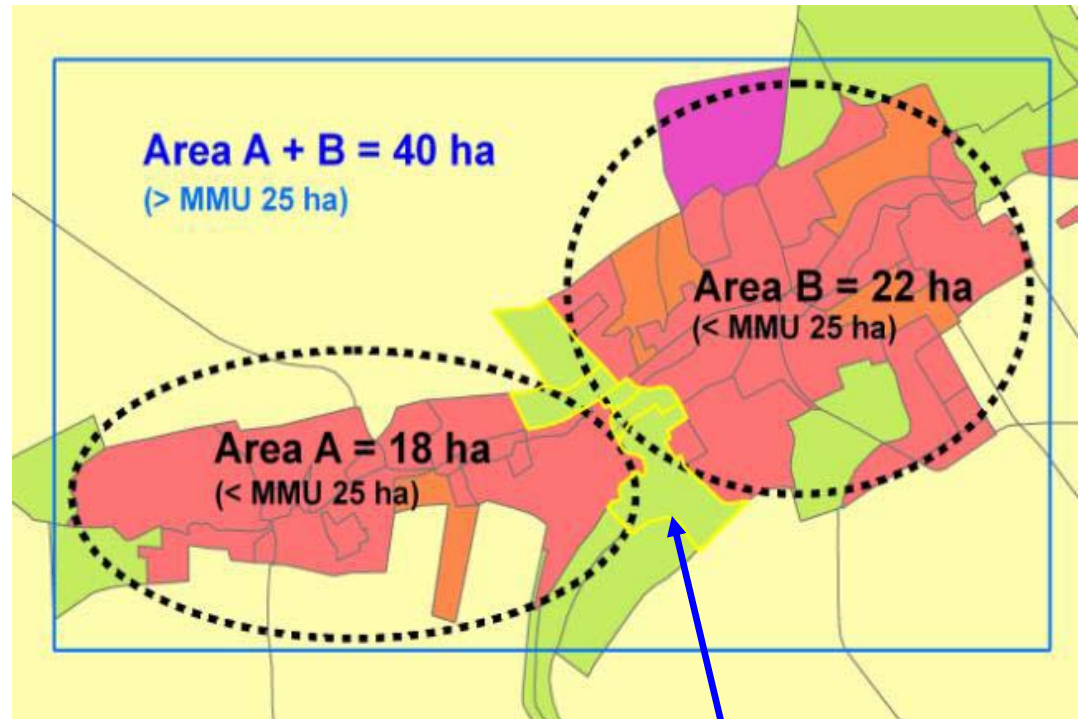 Area A + B = 40 ha
(> MMU 25 ha)
Area B = 22 ha
(< MMU 25 ha)
Area A = 18 ha
(< MMU 25 ha)